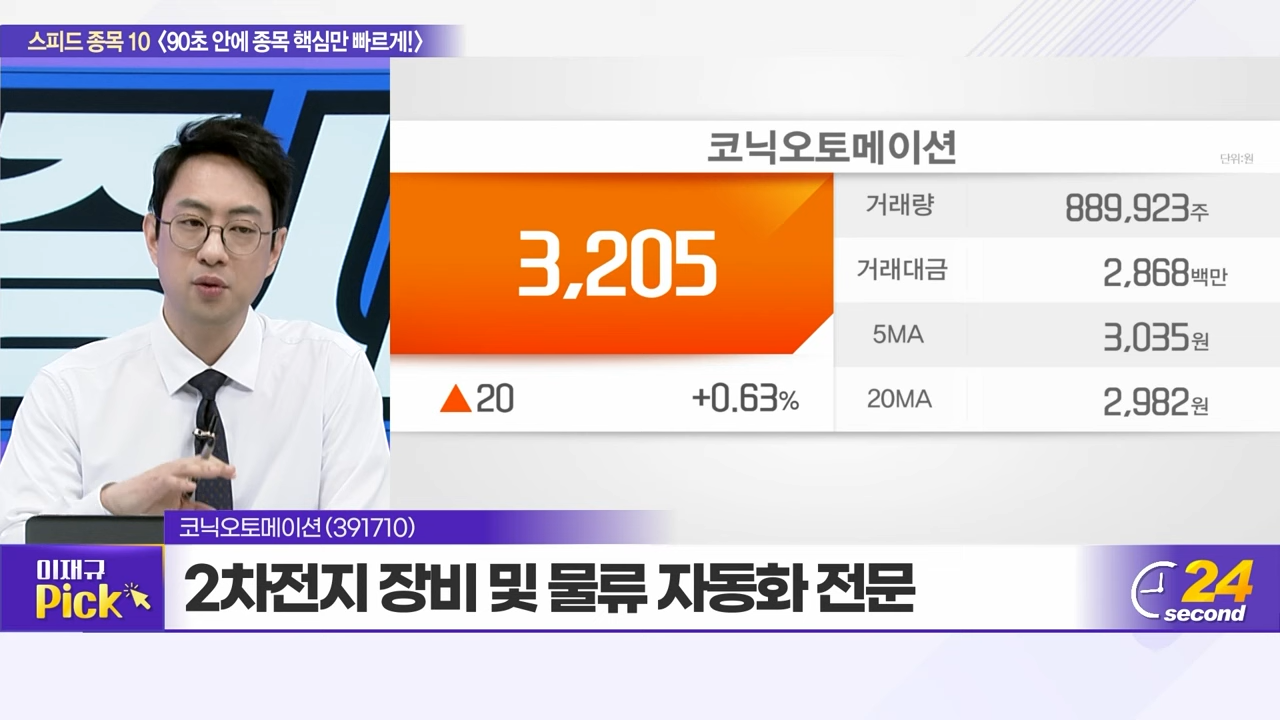 스피드 종목 10 〈90초 안에 종목 핵심만 빠르게!〉
코닉오토메이션
단위:원
3,205
▲20 +0.63%
거래량 889,923주
거래대금 2,868백만
5MA 3,035원
20MA 2,982원
코닉오토메이션 (391710)
이재규
Pick
2차전지 장비 및 물류 자동화 전문
24
second